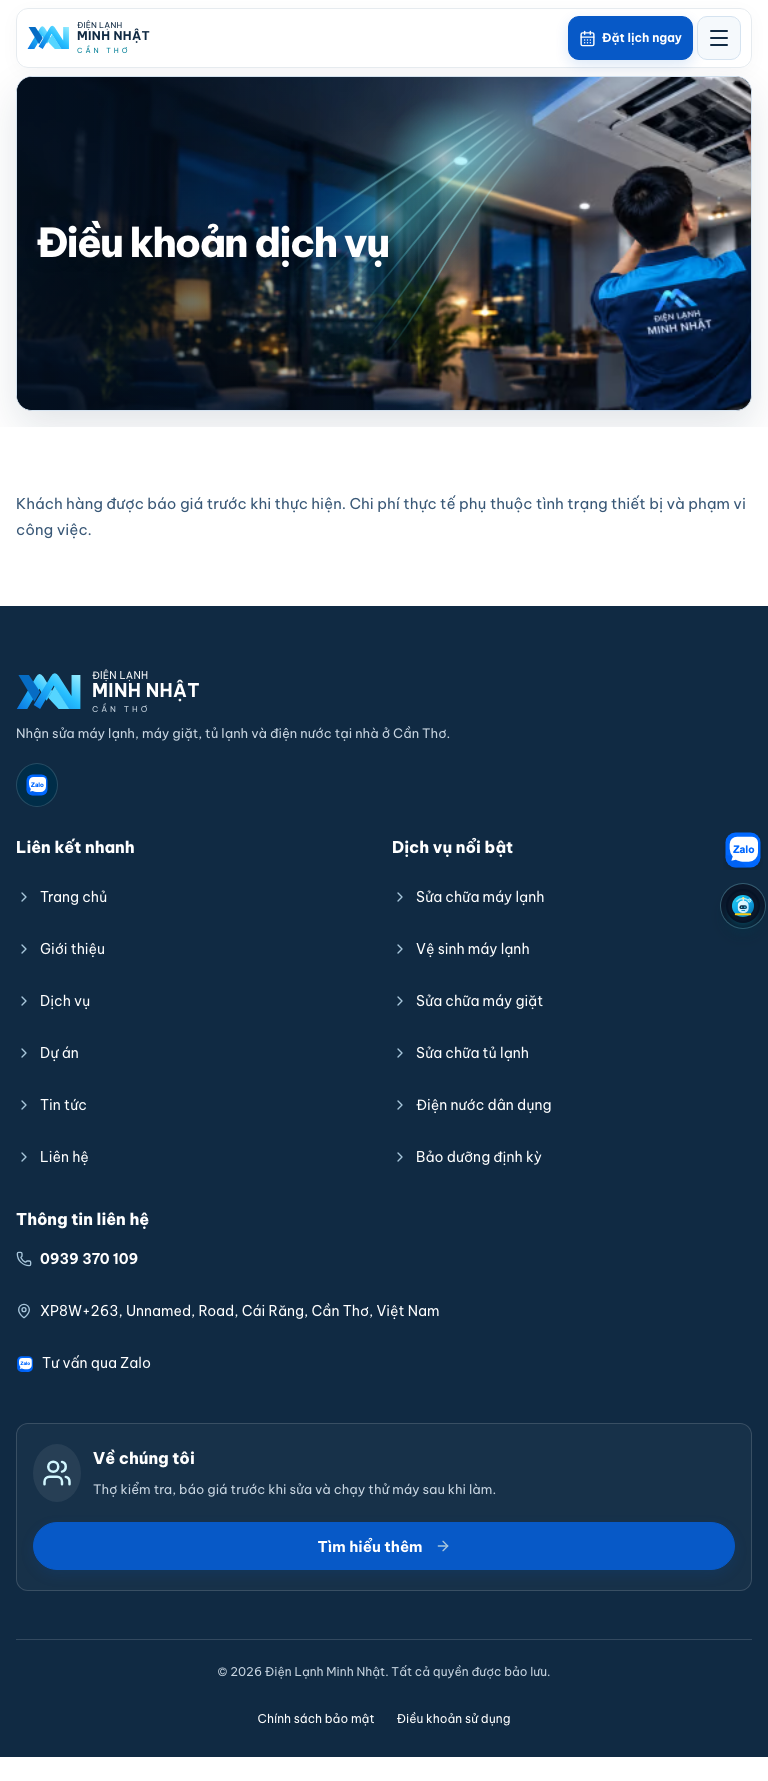 ĐIỆN LẠNH
MINH NHẬT
CẦN THƠ
Đặt lịch ngay
Điều khoản dịch vụ
ĐIỆN LẠNH
MINH NHẬT
Khách hàng được báo giá trước khi thực hiện. Chi phí thực tế phụ thuộc tình trạng thiết bị và phạm vi
công việc.
ĐIỆN LẠNH
MINH NHẬT
CẦN THƠ
Nhận sửa máy lạnh, máy giặt, tủ lạnh và điện nước tại nhà ở Cần Thơ.
Zalo
Liên kết nhanh
Trang chủ
Giới thiệu
Dịch vụ
Dự án
Tin tức
Liên hệ
Dịch vụ nổi bật
Sửa chữa máy lạnh
Vệ sinh máy lạnh
Sửa chữa máy giặt
Sửa chữa tủ lạnh
Điện nước dân dụng
Bảo dưỡng định kỳ
Zalo
Thông tin liên hệ
0939 370 109
XP8W+263, Unnamed, Road, Cái Răng, Cần Thơ, Việt Nam
Zalo Tư vấn qua Zalo
Về chúng tôi
Thợ kiểm tra, báo giá trước khi sửa và chạy thử máy sau khi làm.
Tìm hiểu thêm
© 2026 Điện Lạnh Minh Nhật. Tất cả quyền được bảo lưu.
Chính sách bảo mật Điều khoản sử dụng